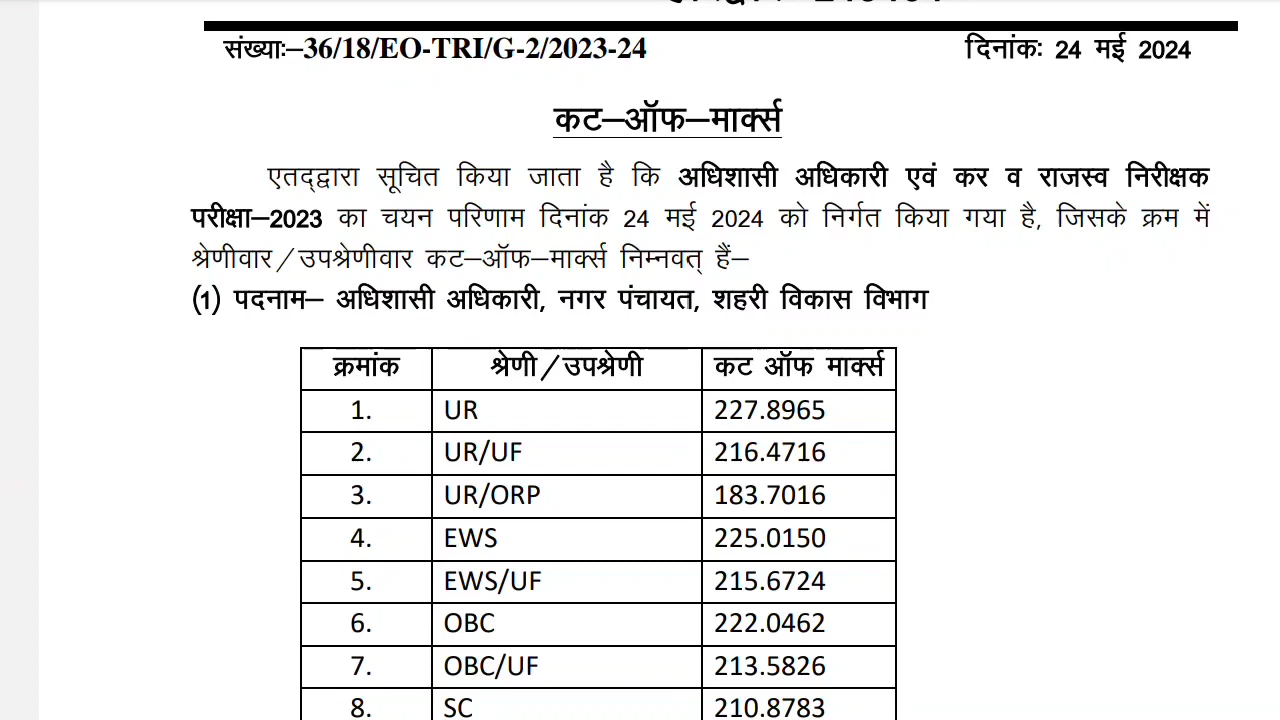 संख्याः–36/18/EO-TRI/G-2/2023-24 दिनांकः 24 मई 2024
कट–ऑफ–मार्क्स
एतद्द्वारा सूचित किया जाता है कि अधिशासी अधिकारी एवं कर व राजस्व निरीक्षक
परीक्षा–2023 का चयन परिणाम दिनांक 24 मई 2024 को निर्गत किया गया है, जिसके क्रम में
श्रेणीवार/उपश्रेणीवार कट–ऑफ–मार्क्स निम्नवत् हैं–
(1) पदनाम– अधिशासी अधिकारी, नगर पंचायत, शहरी विकास विभाग
क्रमांक श्रेणी/उपश्रेणी कट ऑफ मार्क्स
1. UR 227.8965
2. UR/UF 216.4716
3. UR/ORP 183.7016
4. EWS 225.0150
5. EWS/UF 215.6724
6. OBC 222.0462
7. OBC/UF 213.5826
8. SC 210.8783